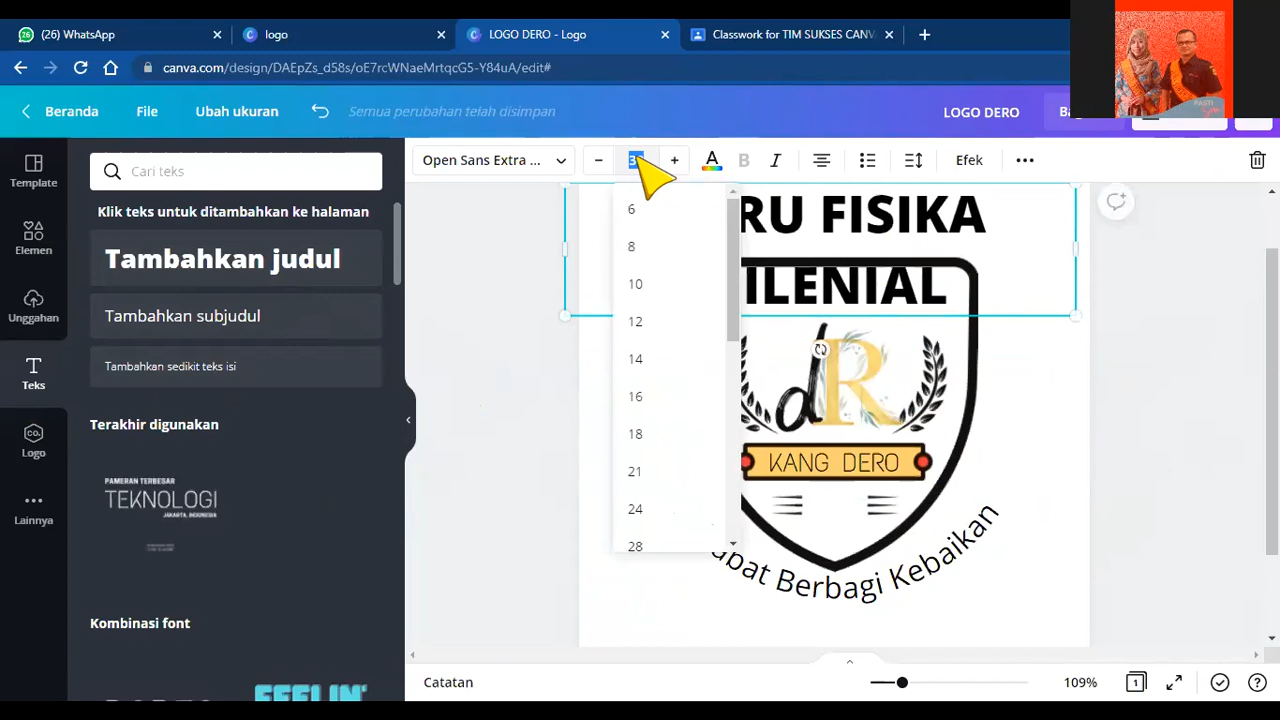 (26) WhatsApp
logo
LOGO DERO - Logo
Classwork for TIM SUKSES CANV
canva.com/design/DAEpZs_d58s/oE7rcWNaeMrtqcG5-Y84uA/edit#
Beranda
File
Ubah ukuran
Semua perubahan telah disimpan
LOGO DERO
PASTI
Open Sans Extra ...
A
B
I
Efek
Template
Elemen
Unggahan
Teks
Logo
Lainnya
Cari teks
Klik teks untuk ditambahkan ke halaman
Tambahkan judul
Tambahkan subjudul
Tambahkan sedikit teks isi
Terakhir digunakan
PAMERAN TERBESAR
TEKNOLOGI
JAKARTA, INDONESIA
Kombinasi font
FEELIN'
6
8
10
12
14
16
18
21
24
28
RU FISIKA
ILENIAL
dR
KANG DERO
bat Berbagi Kebaikan
Catatan
109%
1